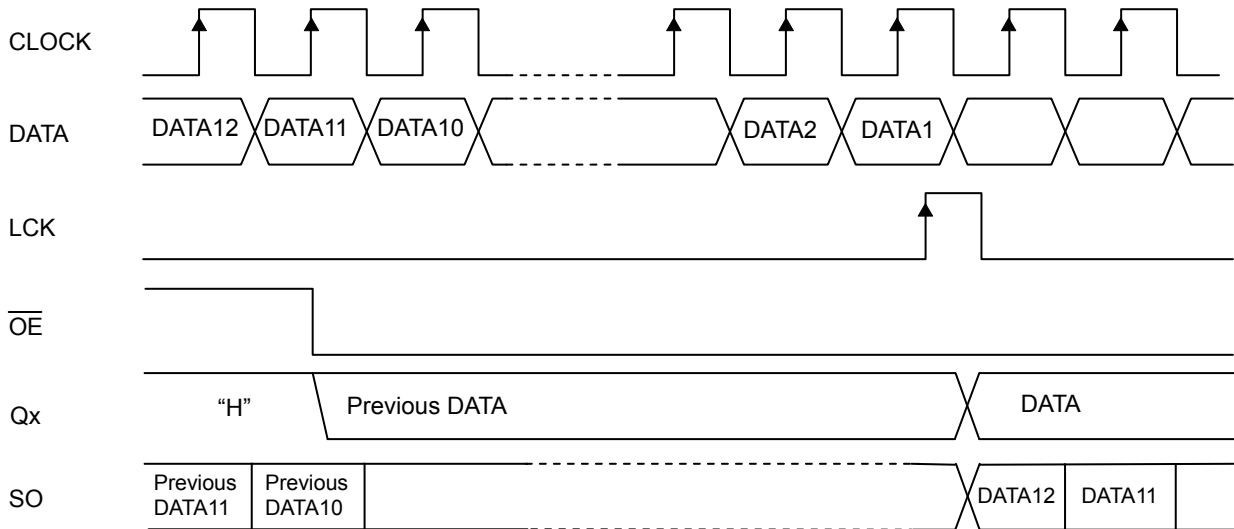 CLOCK
DATA
DATA12
DATA11
DATA10
DATA2
DATA1
LCK
OE
Qx
“H”
Previous DATA
DATA
SO
Previous
DATA11
Previous
DATA10
DATA12
DATA11